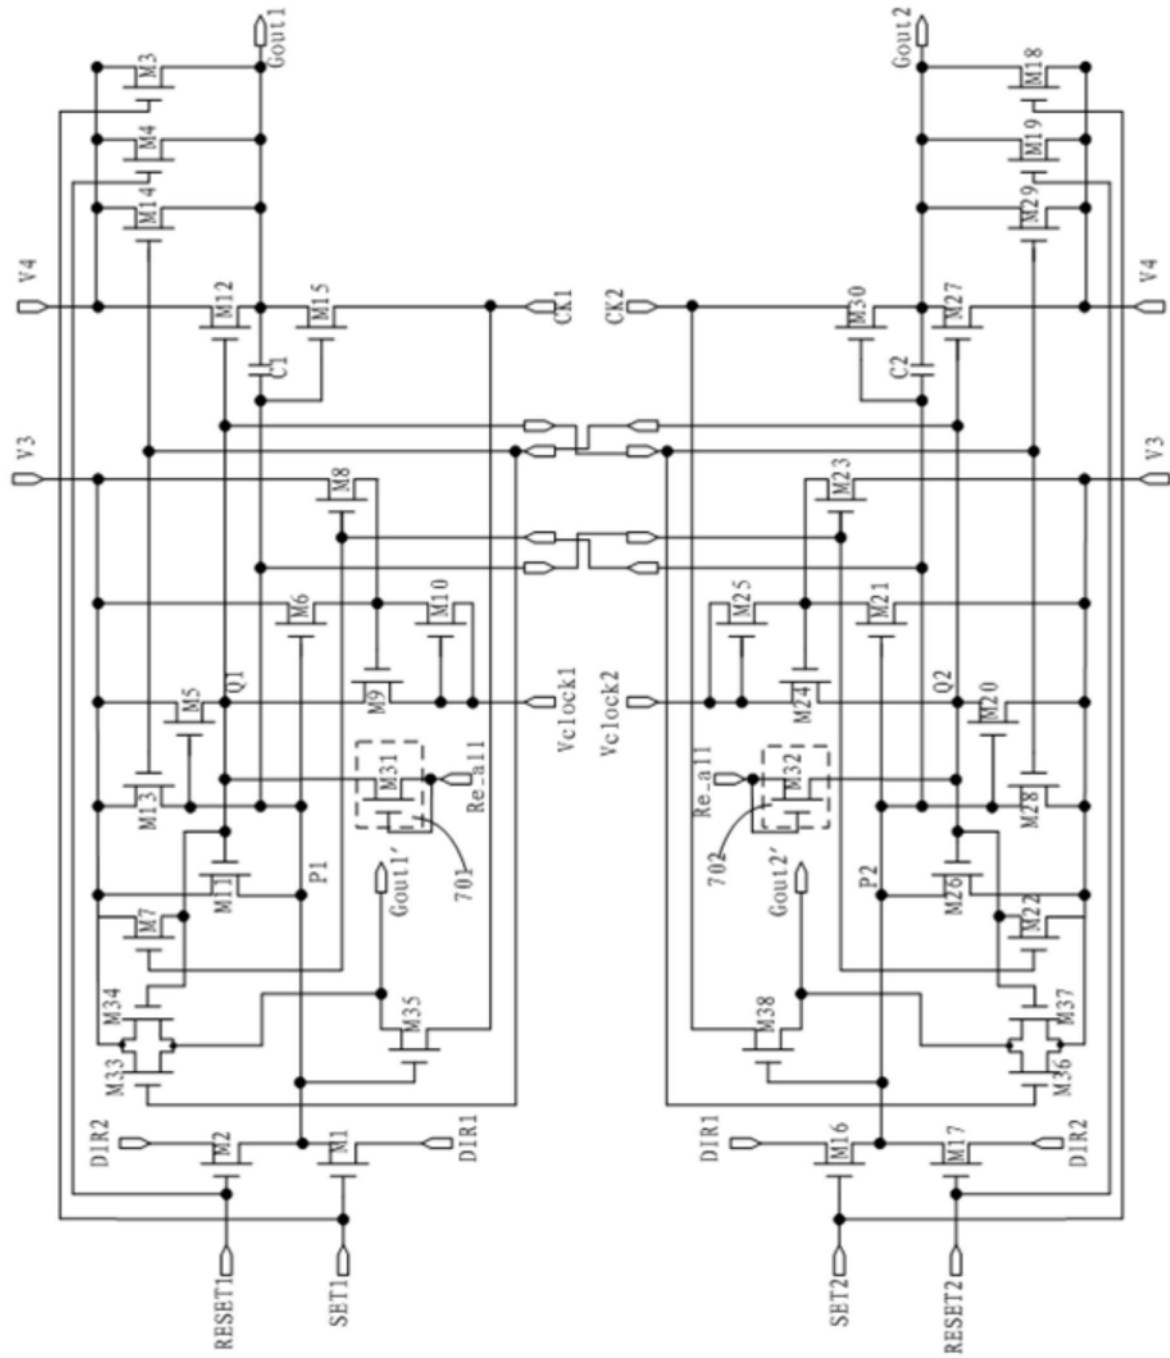 Gout1
Gout2
M3
M18
M4
M19
M14
M29
V4
M12
M15
CK1
CK2
M30
M27
V4
C1
C2
V3
M8
M23
V3
M6
M10
M25
M21
Q1
M5
M9
Vclock1
Vclock2
M24
Q2
M20
M13
M31
Re_all
Re_all
M32
M28
M11
P1
Gout1′
701
702
Gout2′
P2
M26
M7
M22
M34
M35
M38
M37
M33
M36
DIR2
M2
M1
DIR1
DIR1
M16
M17
DIR2
RESET1
SET1
SET2
RESET2